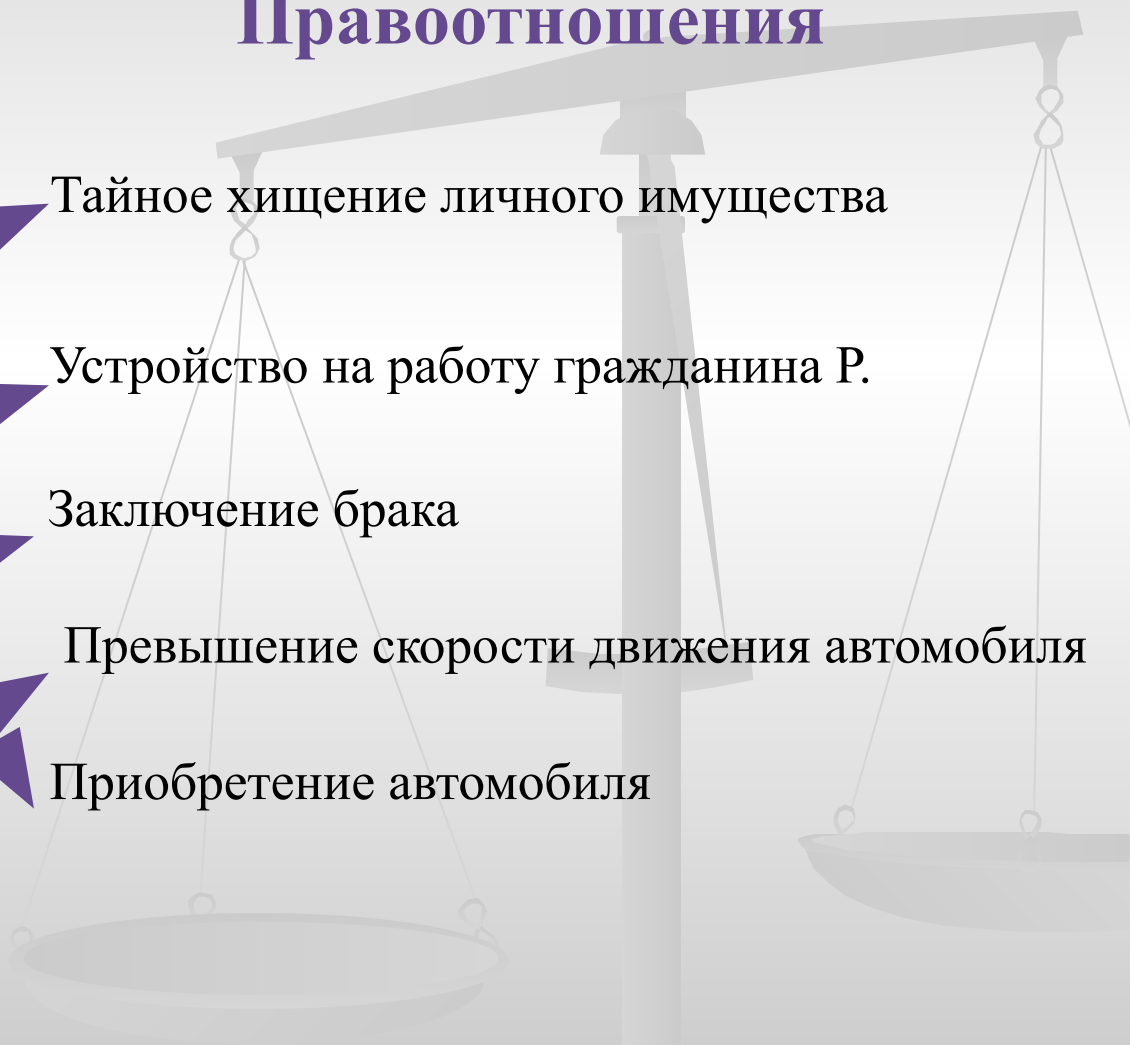 Правоотношения
Тайное хищение личного имущества
Устройство на работу гражданина Р.
Заключение брака
Превышение скорости движения автомобиля
Приобретение автомобиля